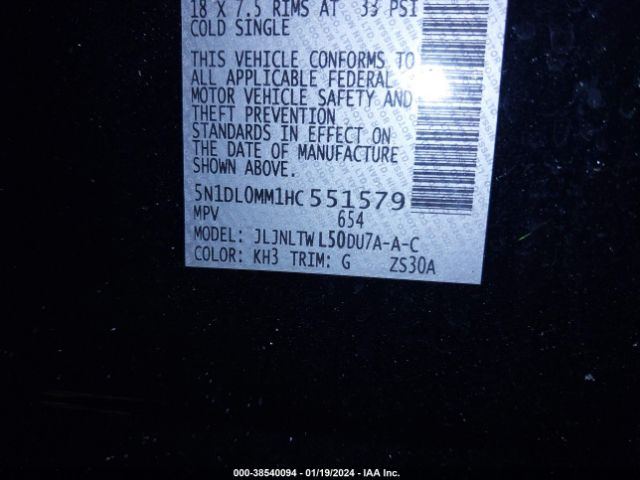 18 X 7.5 RIMS AT 33 PSI
COLD SINGLE
THIS VEHICLE CONFORMS TO
ALL APPLICABLE FEDERAL
MOTOR VEHICLE SAFETY AND
THEFT PREVENTION
STANDARDS IN EFFECT ON
THE DATE OF MANUFACTURE
SHOWN ABOVE.
5N1DL0MM1HC551579
MPV 654
MODEL: JLJNLTWL50DU7A-A-C
COLOR: KH3 TRIM: G ZS30A
000-38540094 - 01/19/2024 - IAA Inc.